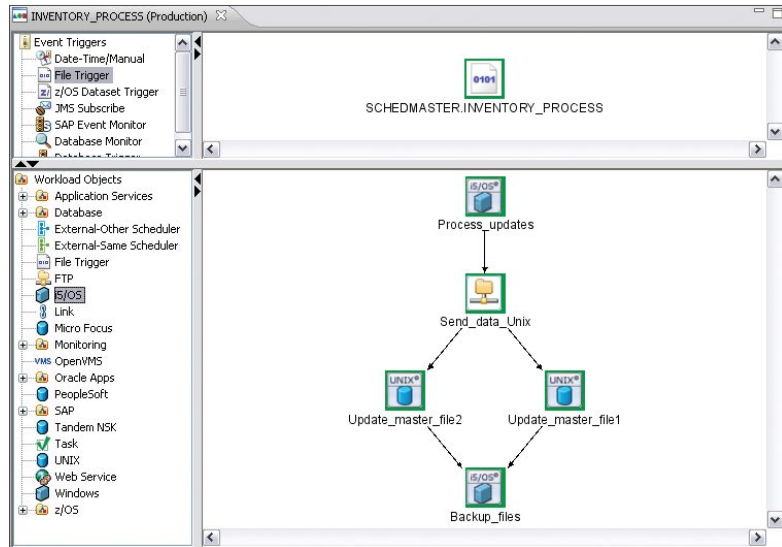 INVENTORY_PROCESS (Production)
Event Triggers
Date-Time/Manual
File Trigger
z/OS Dataset Trigger
JMS Subscribe
SAP Event Monitor
Database Monitor
Database Trigger
0101
SCHEDMASTER.INVENTORY_PROCESS
Workload Objects
Application Services
Database
External-Other Scheduler
External-Same Scheduler
File Trigger
FTP
i5/OS
Link
Micro Focus
Monitoring
VMS OpenVMS
Oracle Apps
PeopleSoft
SAP
Tandem NSK
Task
UNIX
Web Service
Windows
z/OS
i5/OS®
Process_updates
Send_data_Unix
UNIX® UNIX®
Update_master_file2 Update_master_file1
i5/OS®
Backup_files